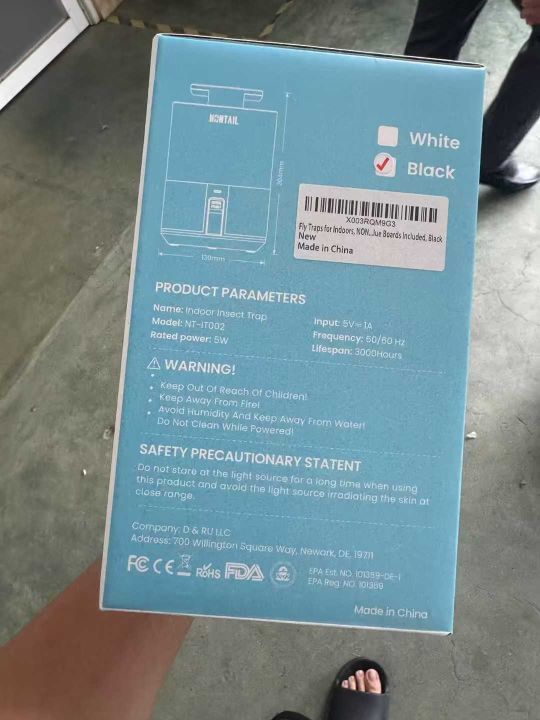 NONTAIL
200mm
130mm
White
Black
X003RQM9G3
Fly Traps for Indoors, NON...lue Boards Included, Black
New
Made in China
PRODUCT PARAMETERS
Name: Indoor Insect Trap
Model: NT-IT002
Rated power: 5W
Input: 5V⎓1A
Frequency: 50/60 Hz
Lifespan: 3000Hours
WARNING!
Keep Out Of Reach Of Children!
Keep Away From Fire!
Avoid Humidity And Keep Away From Water!
Do Not Clean While Powered!
SAFETY PRECAUTIONARY STATENT
Do not stare at the light source for a long time when using
this product and avoid the light source irradiating the skin at
close range.
Company: D & RU LLC
Address: 700 Willington Square Way, Newark, DE, 19711
FC CE RoHS FDA
EPA Est. NO. 101359-DE-1
EPA Reg. NO. 101359
Made in China